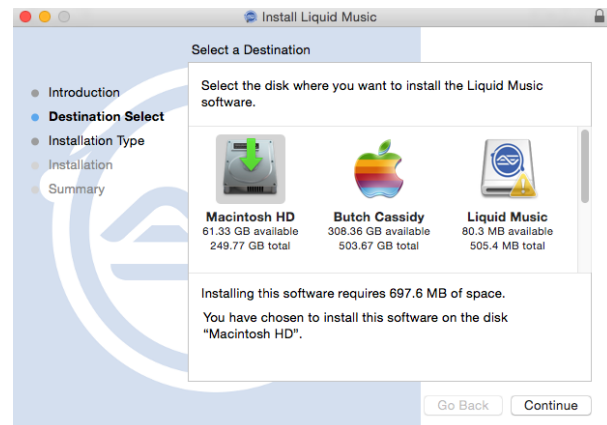 Install Liquid Music
Select a Destination
Introduction
Destination Select
Installation Type
Installation
Summary
Select the disk where you want to install the Liquid Music
software.
Macintosh HD
61.33 GB available
249.77 GB total
Butch Cassidy
308.36 GB available
503.67 GB total
Liquid Music
80.3 MB available
505.4 MB total
Installing this software requires 697.6 MB of space.
You have chosen to install this software on the disk
“Macintosh HD”.
Go Back
Continue